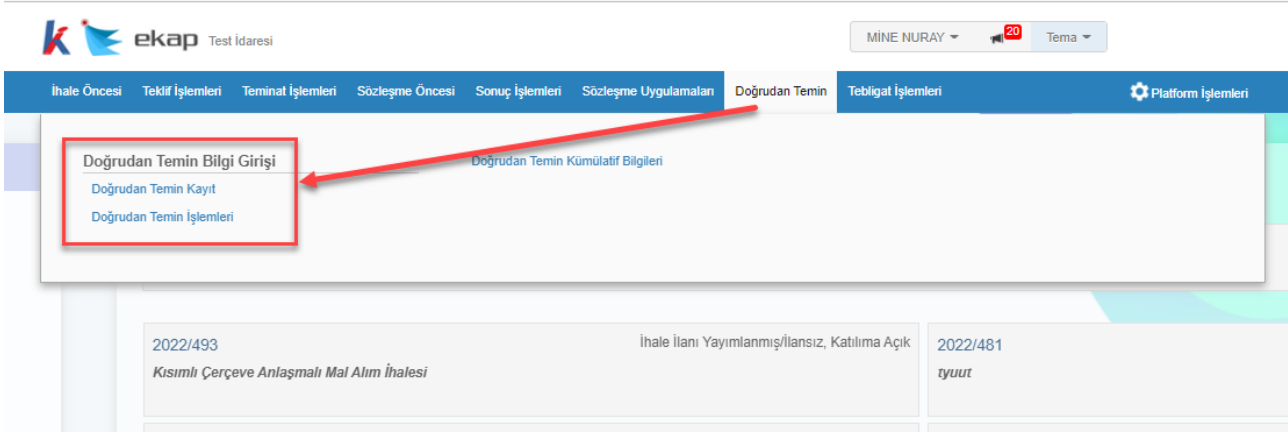 ekap Test İdaresi
MİNE NURAY
20
Tema
İhale Öncesi Teklif İşlemleri Teminat İşlemleri Sözleşme Öncesi Sonuç İşlemleri Sözleşme Uygulamaları Doğrudan Temin Tebligat İşlemleri Platform İşlemleri
Doğrudan Temin Bilgi Girişi
Doğrudan Temin Kayıt
Doğrudan Temin İşlemleri
Doğrudan Temin Kümülatif Bilgileri
2022/493 İhale İlanı Yayımlanmış/İlansız, Katılıma Açık
Kısımlı Çerçeve Anlaşmalı Mal Alım İhalesi
2022/481
tyuut